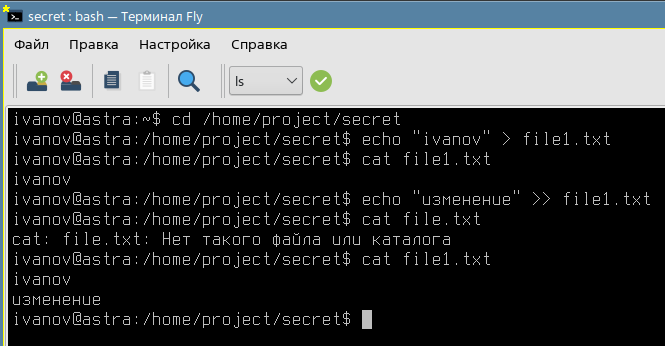 secret : bash — Терминал Fly
Файл Правка Настройка Справка
ls
ivanov@astra:~$ cd /home/project/secret
ivanov@astra:/home/project/secret$ echo "ivanov" > file1.txt
ivanov@astra:/home/project/secret$ cat file1.txt
ivanov
ivanov@astra:/home/project/secret$ echo "изменение" >> file1.txt
ivanov@astra:/home/project/secret$ cat file.txt
cat: file.txt: Нет такого файла или каталога
ivanov@astra:/home/project/secret$ cat file1.txt
ivanov
изменение
ivanov@astra:/home/project/secret$